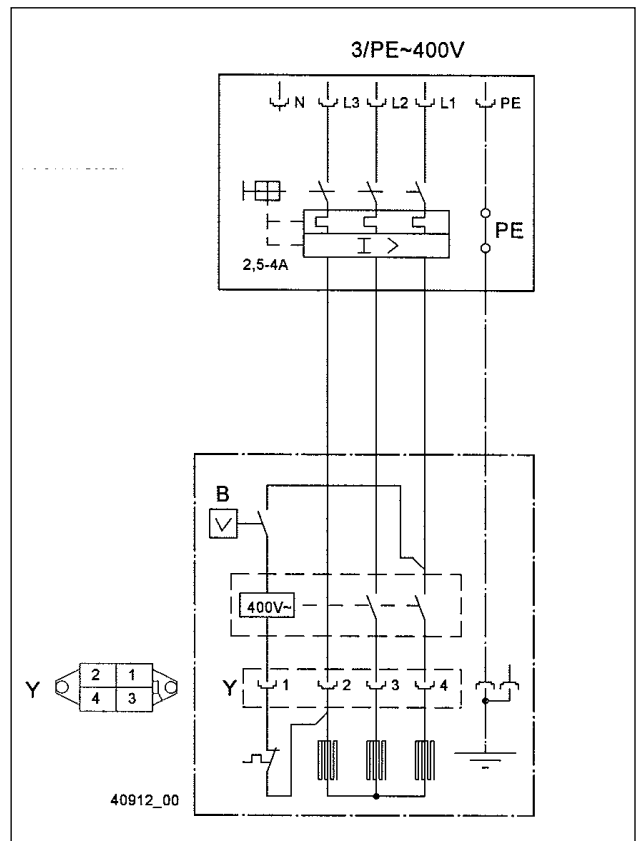 3/PE~400V
N L3 L2 L1 PE
PE
I >
2,5-4A
B
400V~
Y 1 2 3 4
Y
2 1
4 3
40912_00